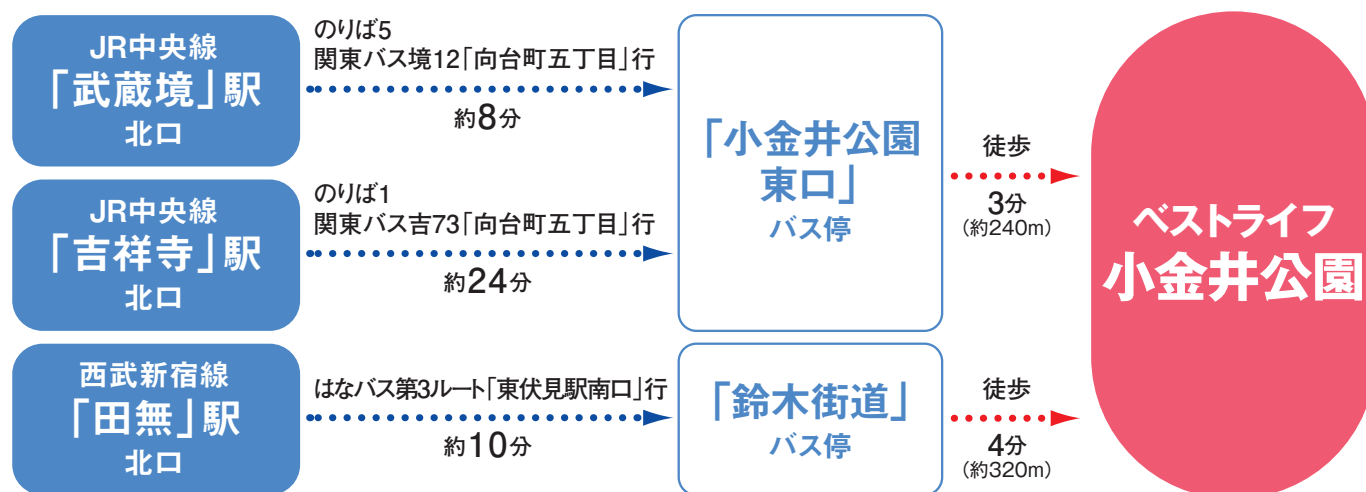 JR中央線
「武蔵境」駅
北口
のりば5
関東バス境12「向台町五丁目」行
約8分
JR中央線
「吉祥寺」駅
北口
のりば1
関東バス吉73「向台町五丁目」行
約24分
「小金井公園
東口」
バス停
徒歩
3分
(約240m)
西武新宿線
「田無」駅
北口
はなバス第3ルート「東伏見駅南口」行
約10分
「鈴木街道」
バス停
徒歩
4分
(約320m)
ベストライフ
小金井公園